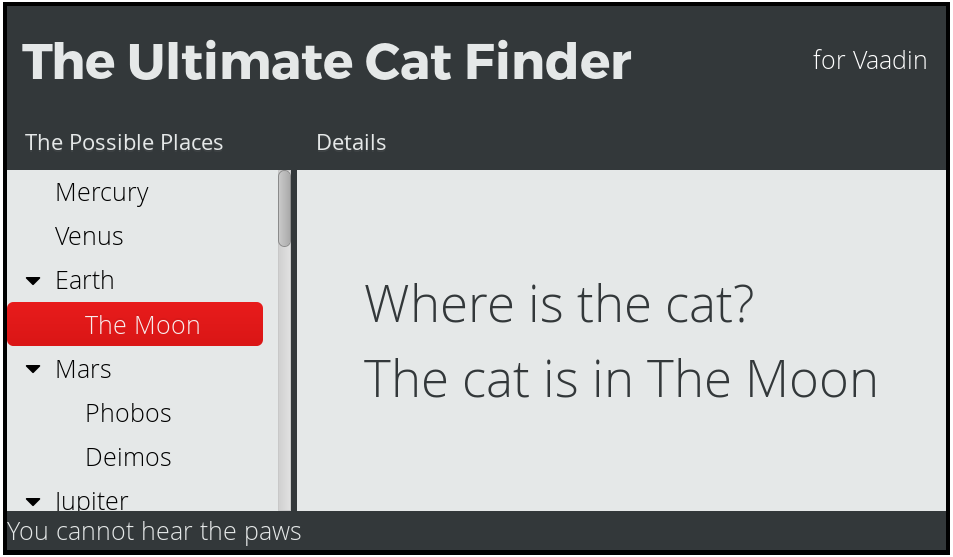 The Ultimate Cat Finder
for Vaadin
The Possible Places
Details
Mercury
Venus
Earth
The Moon
Mars
Phobos
Deimos
Jupiter
Where is the cat?
The cat is in The Moon
You cannot hear the paws